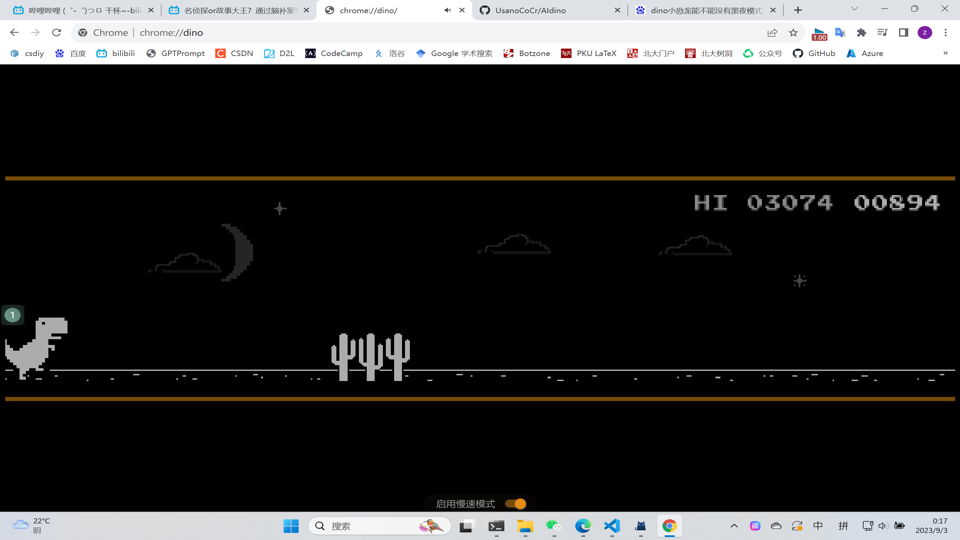 哔哩哔哩 (゜-゜)つロ 干杯~-bili
名侦探or故事大王？通过脑补案
chrome://dino/
UsanoCoCr/AIdino
dino小恐龙能不能没有黑夜模式
Chrome | chrome://dino
1.00
z
csdiy
百度
bilibili
GPTPrompt
CSDN
D2L
CodeCamp
洛谷
Google 学术搜索
Botzone
PKU LaTeX
北大门户
北大树洞
公众号
GitHub
Azure
»
HI 03074 00894
1
启用慢速模式
22°C
阴
搜索
中
拼
0:17
2023/9/3